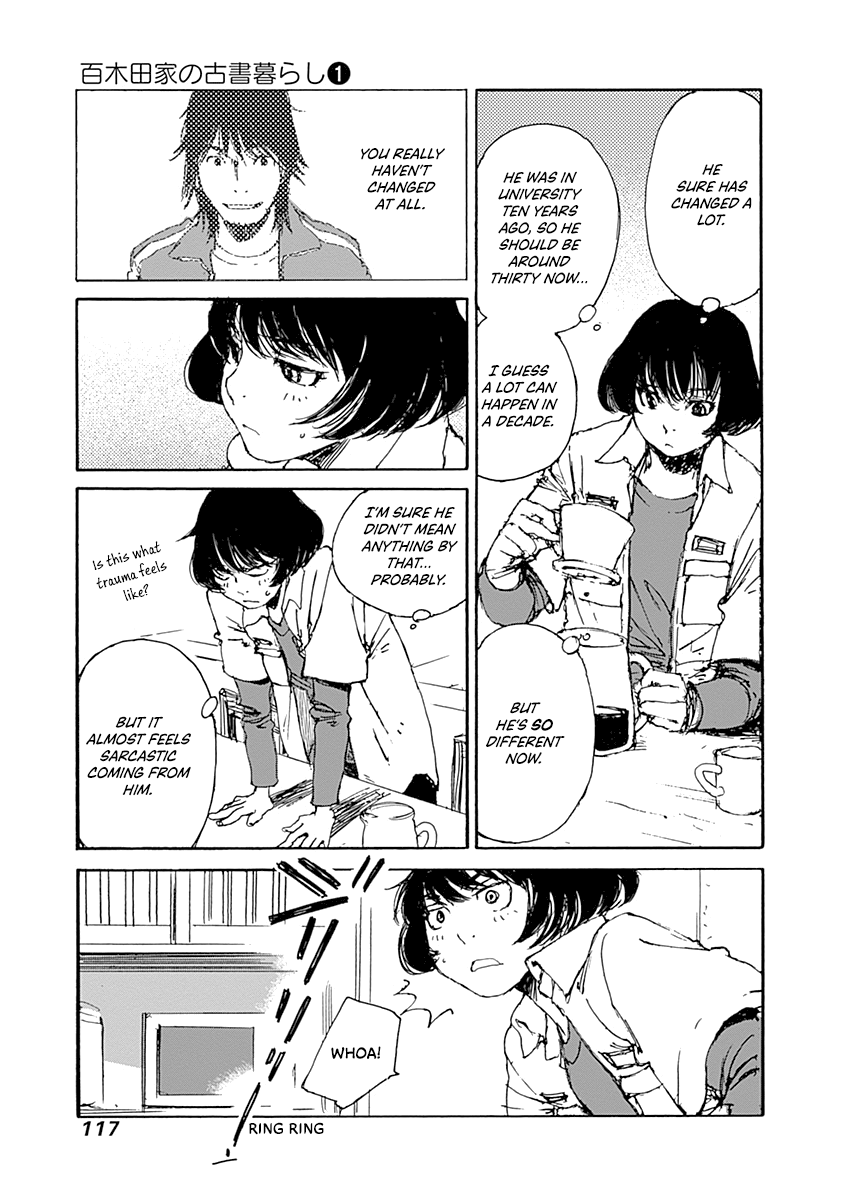 百木田家の古書暮らし❶
HE
SURE HAS
CHANGED A
LOT.
HE WAS IN
UNIVERSITY
TEN YEARS
AGO, SO HE
SHOULD BE
AROUND
THIRTY NOW...
I GUESS
A LOT CAN
HAPPEN IN
A DECADE.
BUT
HE'S SO
DIFFERENT
NOW.
YOU REALLY
HAVEN'T
CHANGED
AT ALL.
I'M SURE HE
DIDN'T MEAN
ANYTHING BY
THAT...
PROBABLY.
Is this what
trauma feels
like?
BUT IT
ALMOST FEELS
SARCASTIC
COMING FROM
HIM.
WHOA!
RING RING
117